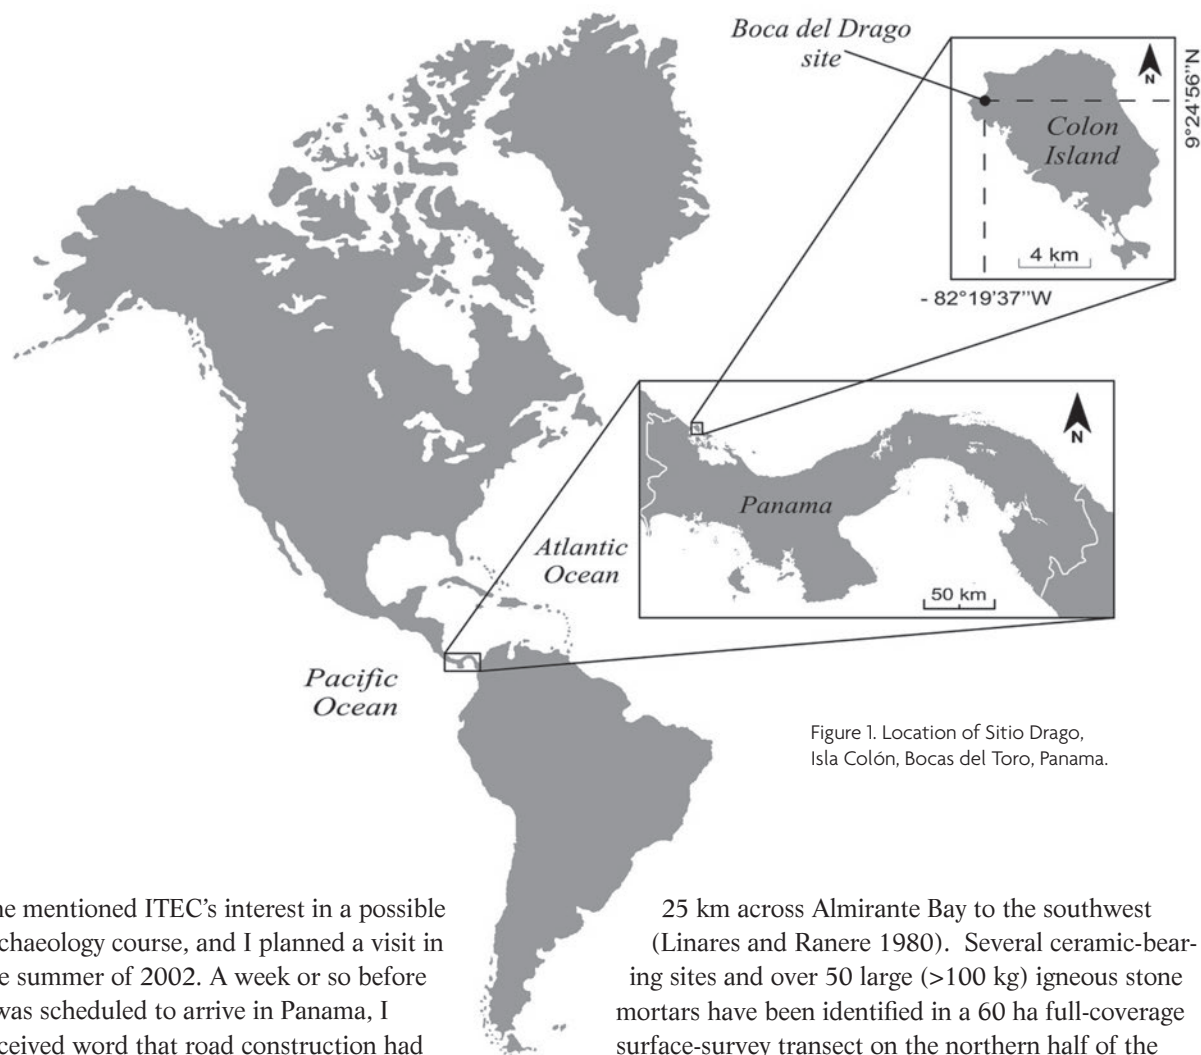 Boca del Drago
site
N
9°24'56"N
Colon
Island
4 km
- 82°19'37"W
N
Panama
Atlantic
Ocean
50 km
Pacific
Ocean
Figure 1. Location of Sitio Drago,
Isla Colón, Bocas del Toro, Panama.
ne mentioned ITEC's interest in a possible
chaeology course, and I planned a visit in
e summer of 2002. A week or so before
was scheduled to arrive in Panama, I
ceived word that road construction had
25 km across Almirante Bay to the southwest
(Linares and Ranere 1980). Several ceramic-bear-
ing sites and over 50 large (>100 kg) igneous stone
mortars have been identified in a 60 ha full-coverage
surface-survey transect on the northern half of the